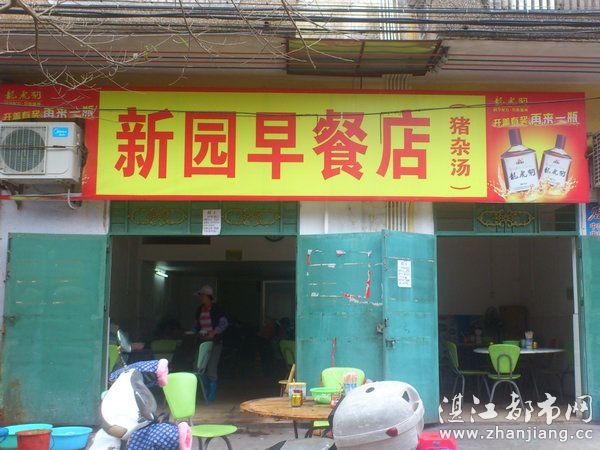 新园早餐店
（猪杂汤）
开盖有奖 再来一瓶
开盖有奖 再来一瓶
Midea
湛江都市网
www.zhanjiang.cc